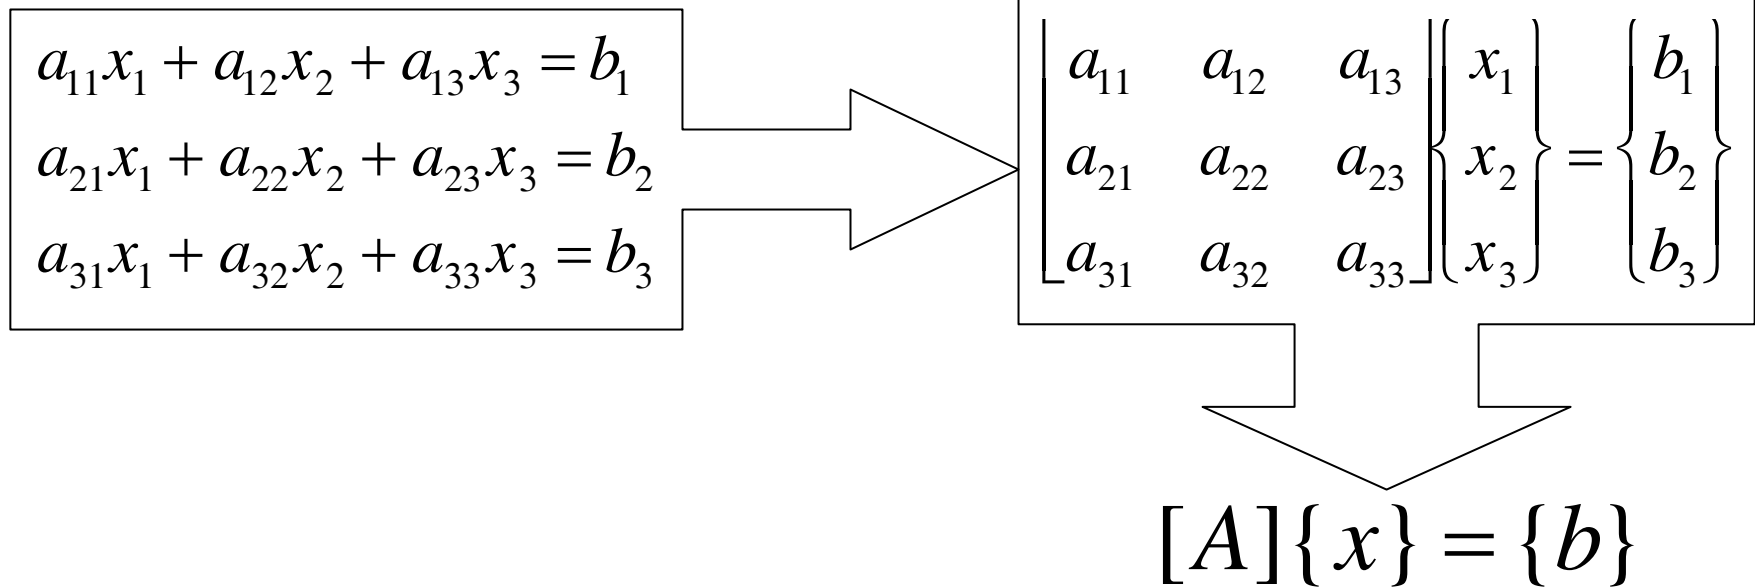 a₁₁x₁ + a₁₂x₂ + a₁₃x₃ = b₁
a₂₁x₁ + a₂₂x₂ + a₂₃x₃ = b₂
a₃₁x₁ + a₃₂x₂ + a₃₃x₃ = b₃
[a₁₁ a₁₂ a₁₃] {x₁} = {b₁}
[a₂₁ a₂₂ a₂₃] {x₂} = {b₂}
[a₃₁ a₃₂ a₃₃] {x₃} = {b₃}
[A]{x} = {b}